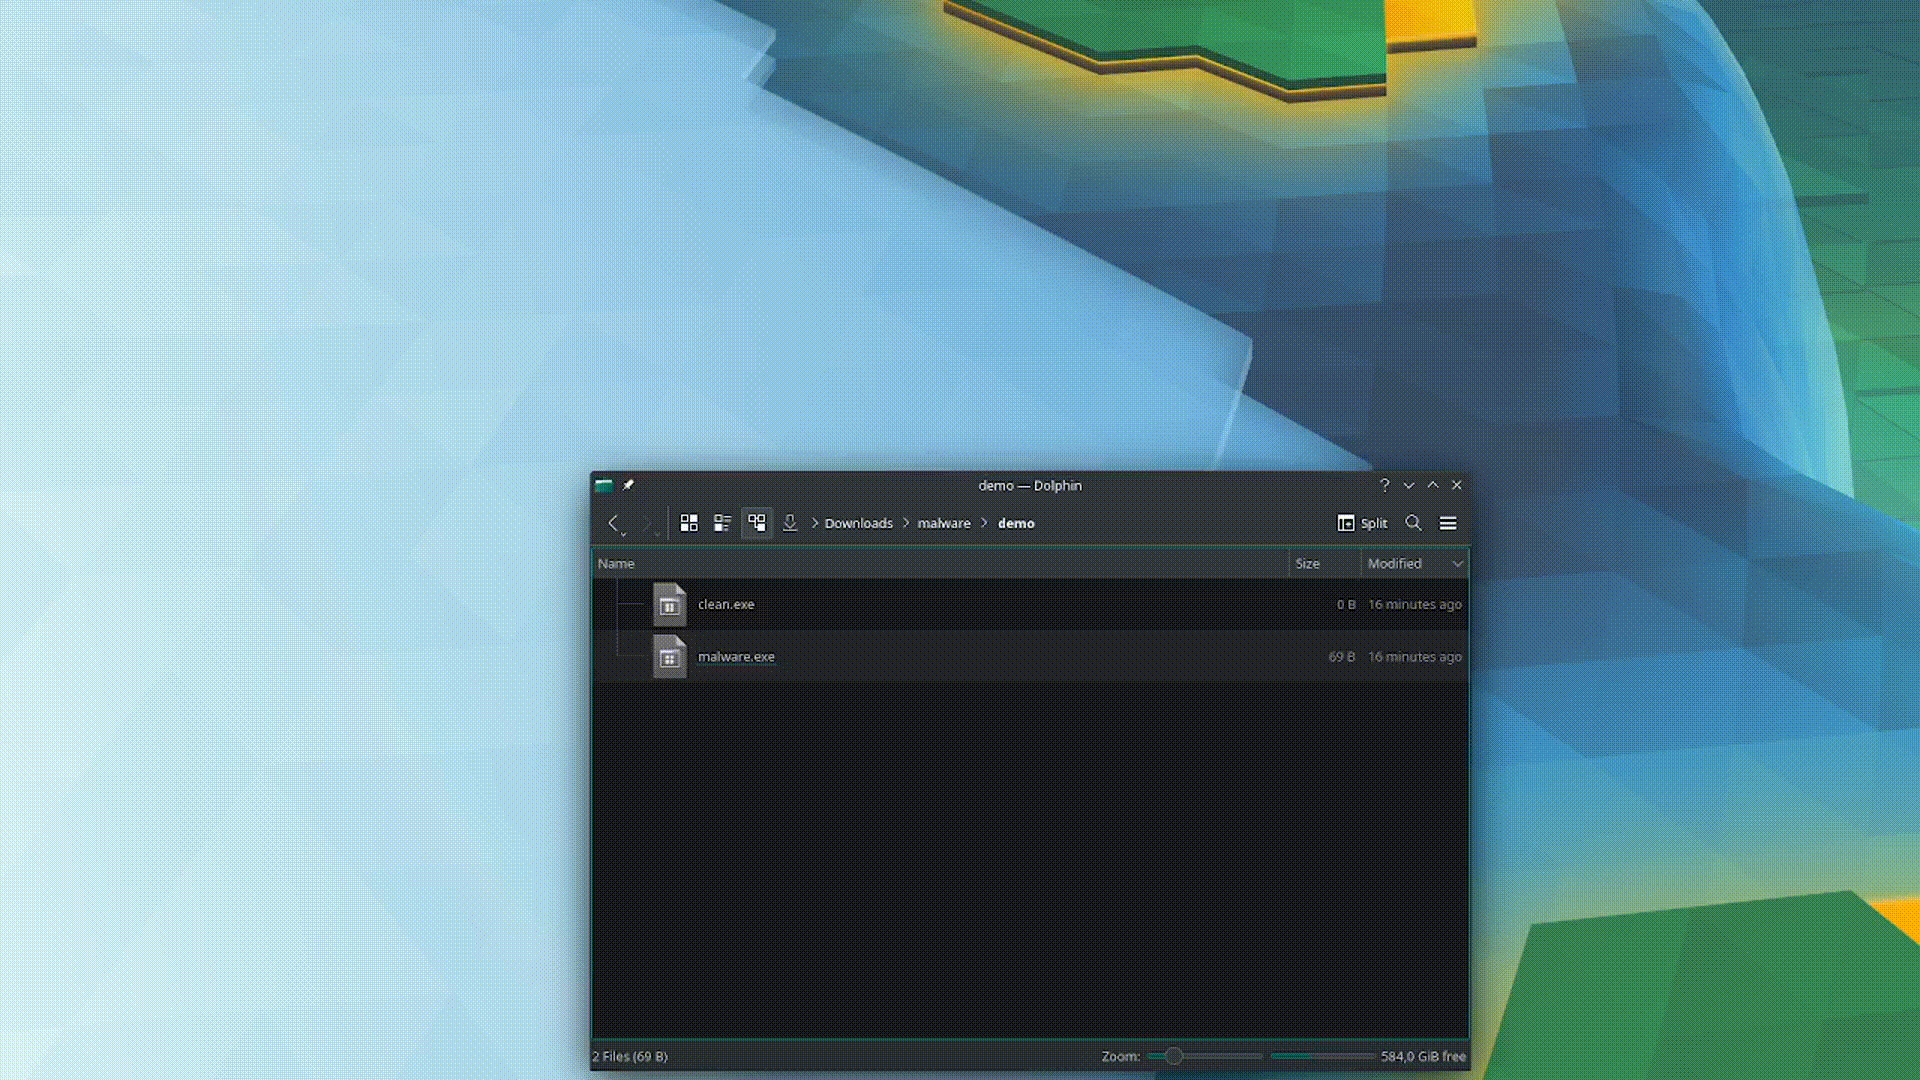 demo — Dolphin
Downloads malware demo Split
Name Size Modified
clean.exe 0 B 16 minutes ago
malware.exe 69 B 16 minutes ago
2 Files (69 B) Zoom: 584,0 GiB free